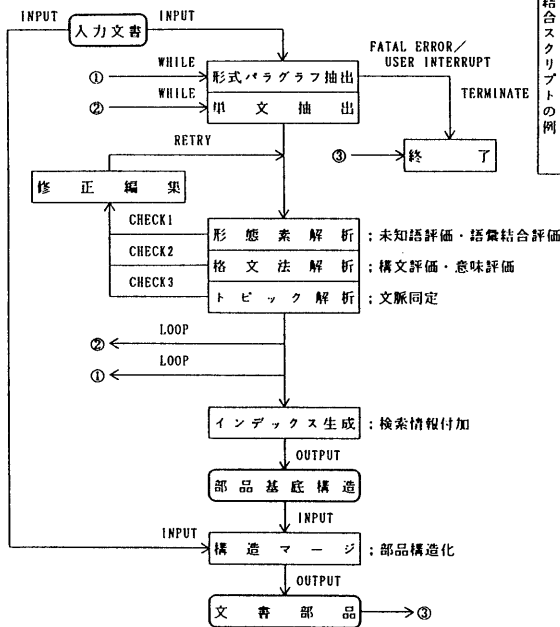 INPUT
入力文書
INPUT
① WHILE
形式パラグラフ抽出
FATAL ERROR／
USER INTERRUPT
② WHILE
単文抽出
TERMINATE
③
終了
RETRY
修正編集
CHECK1
形態素解析
；未知語評価・語彙結合評価
CHECK2
格文法解析
；構文評価・意味評価
CHECK3
トピック解析
；文脈同定
② LOOP
① LOOP
インデックス生成
；検索情報付加
OUTPUT
部品基底構造
INPUT
INPUT
構造マージ
；部品構造化
OUTPUT
文書部品
③
結合スクリプトの例